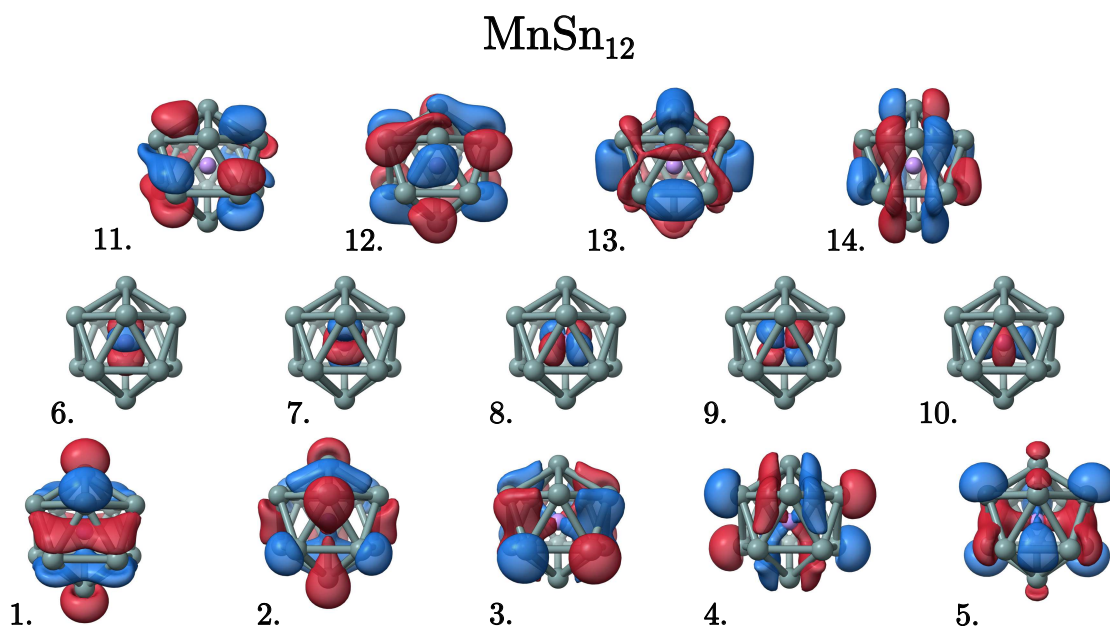 MnSn₁₂
11. 12. 13. 14.
6. 7. 8. 9. 10.
1. 2. 3. 4. 5.